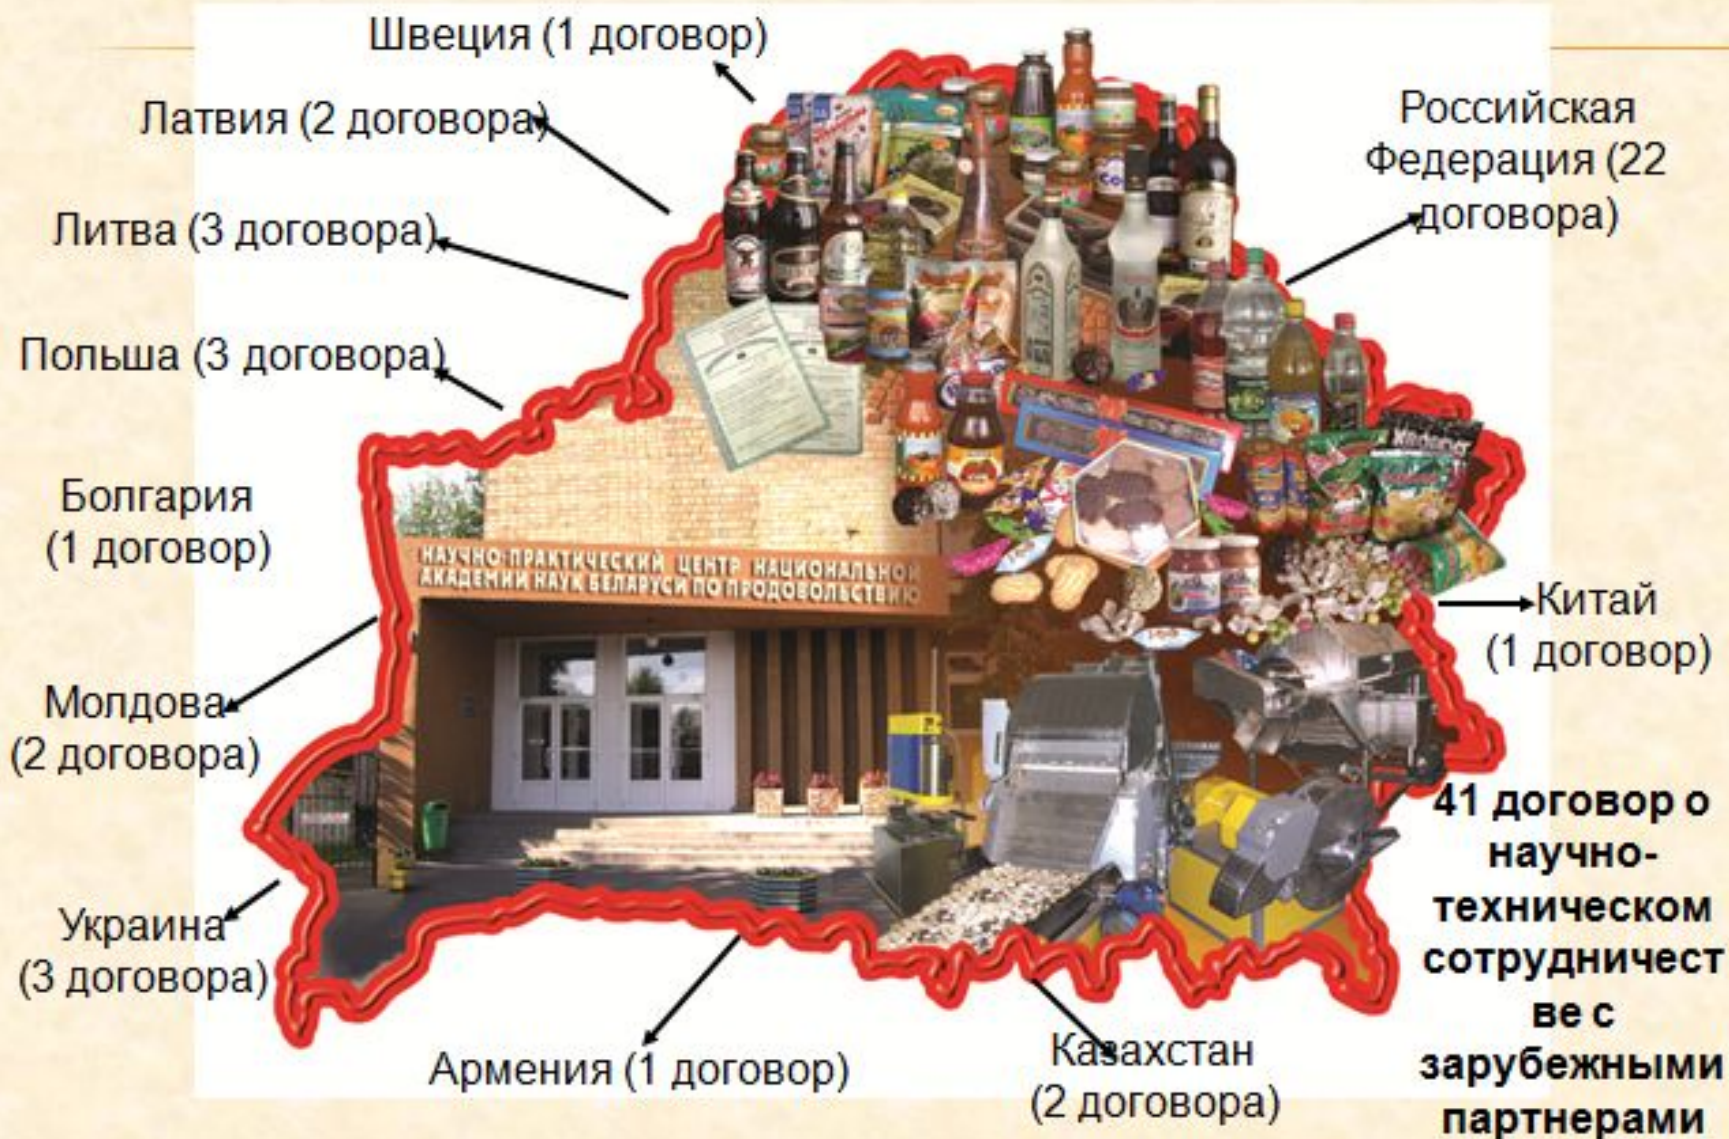 Швеция (1 договор)
Латвия (2 договора)
Литва (3 договора)
Польша (3 договора)
Болгария
(1 договор)
Молдова
(2 договора)
Украина
(3 договора)
Армения (1 договор)
Казахстан
(2 договора)
Российская
Федерация (22
договора)
Китай
(1 договор)
41 договор о
научно-
техническом
сотрудничест
ве с
зарубежными
партнерами
НАУЧНО-ПРАКТИЧЕСКИЙ ЦЕНТР НАЦИОНАЛЬНОЙ
АКАДЕМИИ НАУК БЕЛАРУСИ ПО ПРОДОВОЛЬСТВИЮ